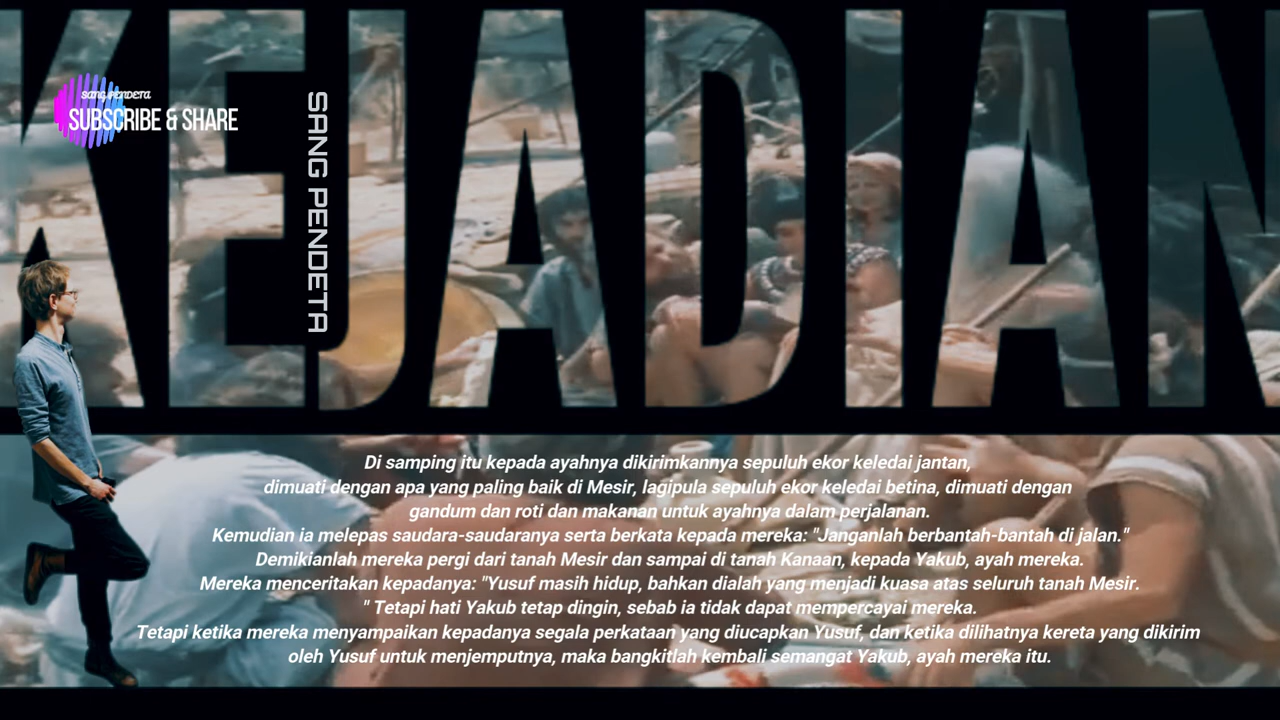 KEJADIAN
sang pendeta
SUBSCRIBE & SHARE
SANG PENDETA
Di samping itu kepada ayahnya dikirimkannya sepuluh ekor keledai jantan,
dimuati dengan apa yang paling baik di Mesir, lagipula sepuluh ekor keledai betina, dimuati dengan
gandum dan roti dan makanan untuk ayahnya dalam perjalanan.
Kemudian ia melepas saudara-saudaranya serta berkata kepada mereka: "Janganlah berbantah-bantah di jalan."
Demikianlah mereka pergi dari tanah Mesir dan sampai di tanah Kanaan, kepada Yakub, ayah mereka.
Mereka menceritakan kepadanya: "Yusuf masih hidup, bahkan dialah yang menjadi kuasa atas seluruh tanah Mesir.
" Tetapi hati Yakub tetap dingin, sebab ia tidak dapat mempercayai mereka.
Tetapi ketika mereka menyampaikan kepadanya segala perkataan yang diucapkan Yusuf, dan ketika dilihatnya kereta yang dikirim
oleh Yusuf untuk menjemputnya, maka bangkitlah kembali semangat Yakub, ayah mereka itu.